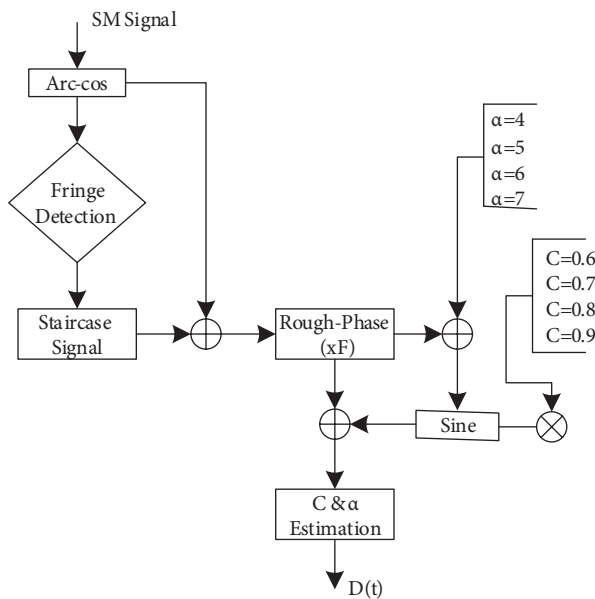 SM Signal
Arc-cos
Fringe
Detection
Staircase
Signal
Rough-Phase
(xF)
α=4
α=5
α=6
α=7
C=0.6
C=0.7
C=0.8
C=0.9
Sine
C & α
Estimation
D(t)